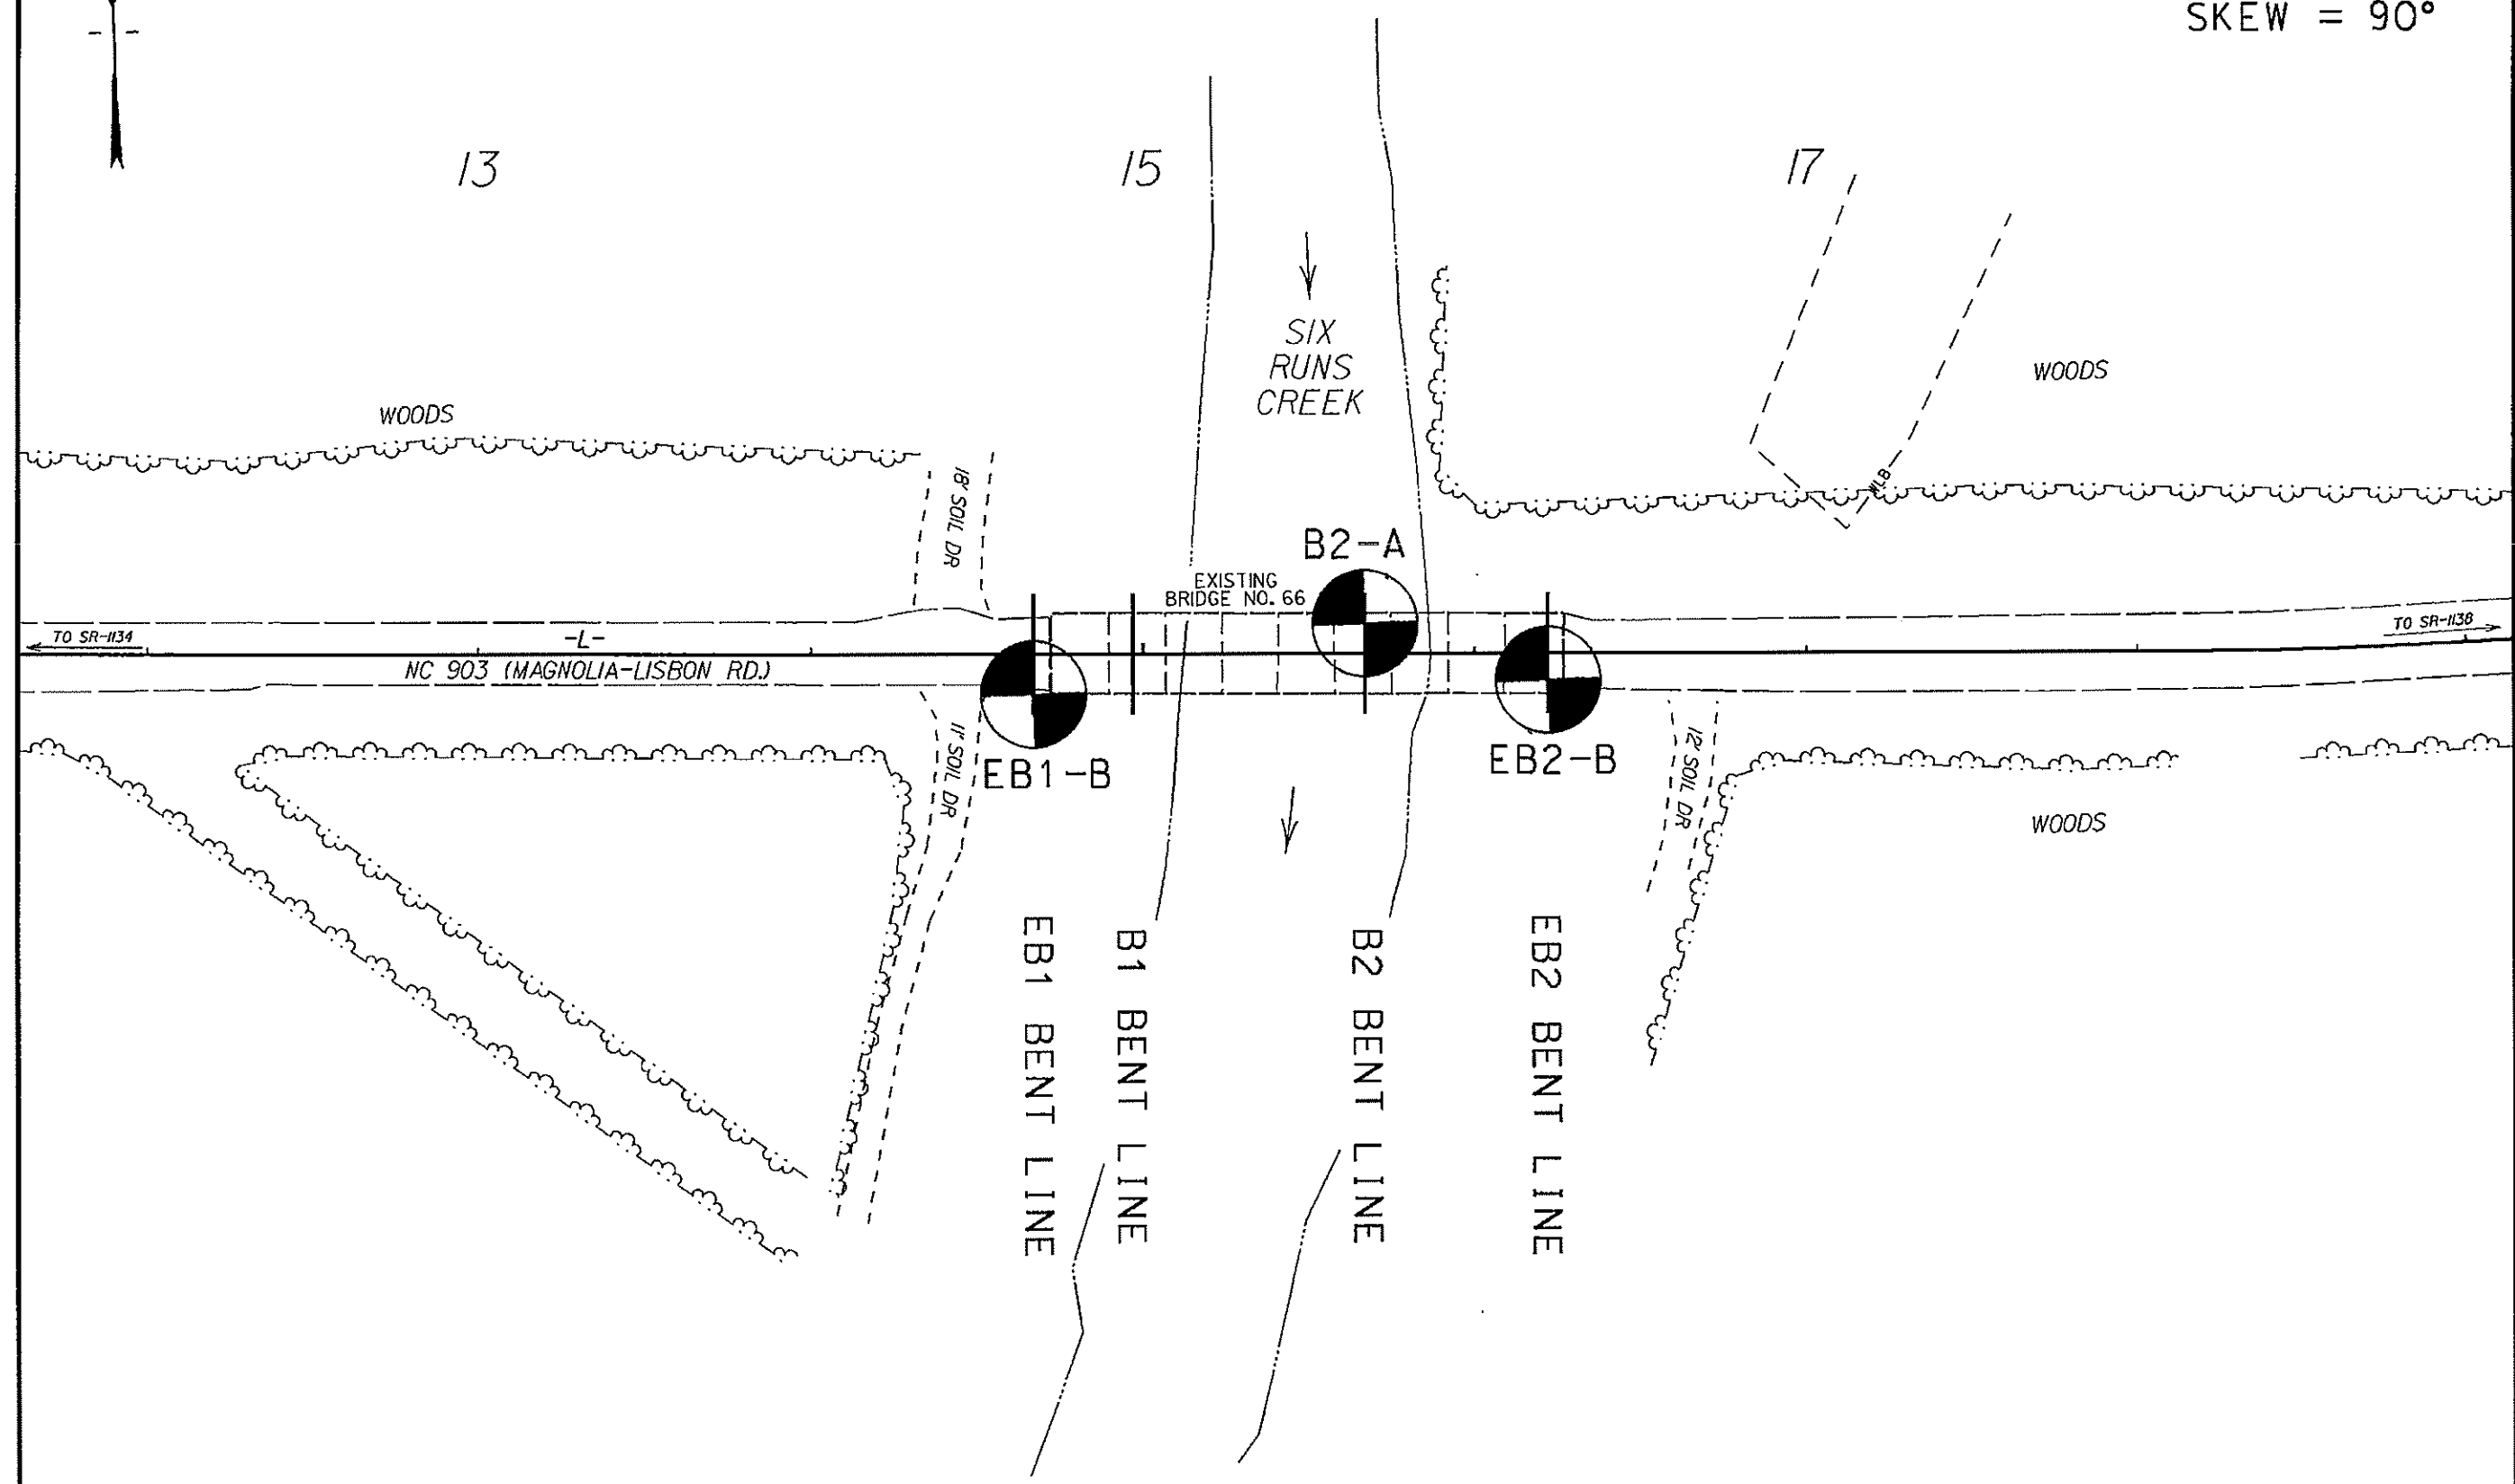 SKEW = 90°
13
15
17
SIX
RUNS
CREEK
WOODS
WOODS
18' SOIL DR
WLB
B2-A
EXISTING
BRIDGE NO. 66
TO SR-1134
-L-
TO SR-1138
NC 903 (MAGNOLIA-LISBON RD.)
11' SOIL DR
EB1-B
EB2-B
12' SOIL DR
WOODS
EB1 BENT LINE
B1 BENT LINE
B2 BENT LINE
EB2 BENT LINE